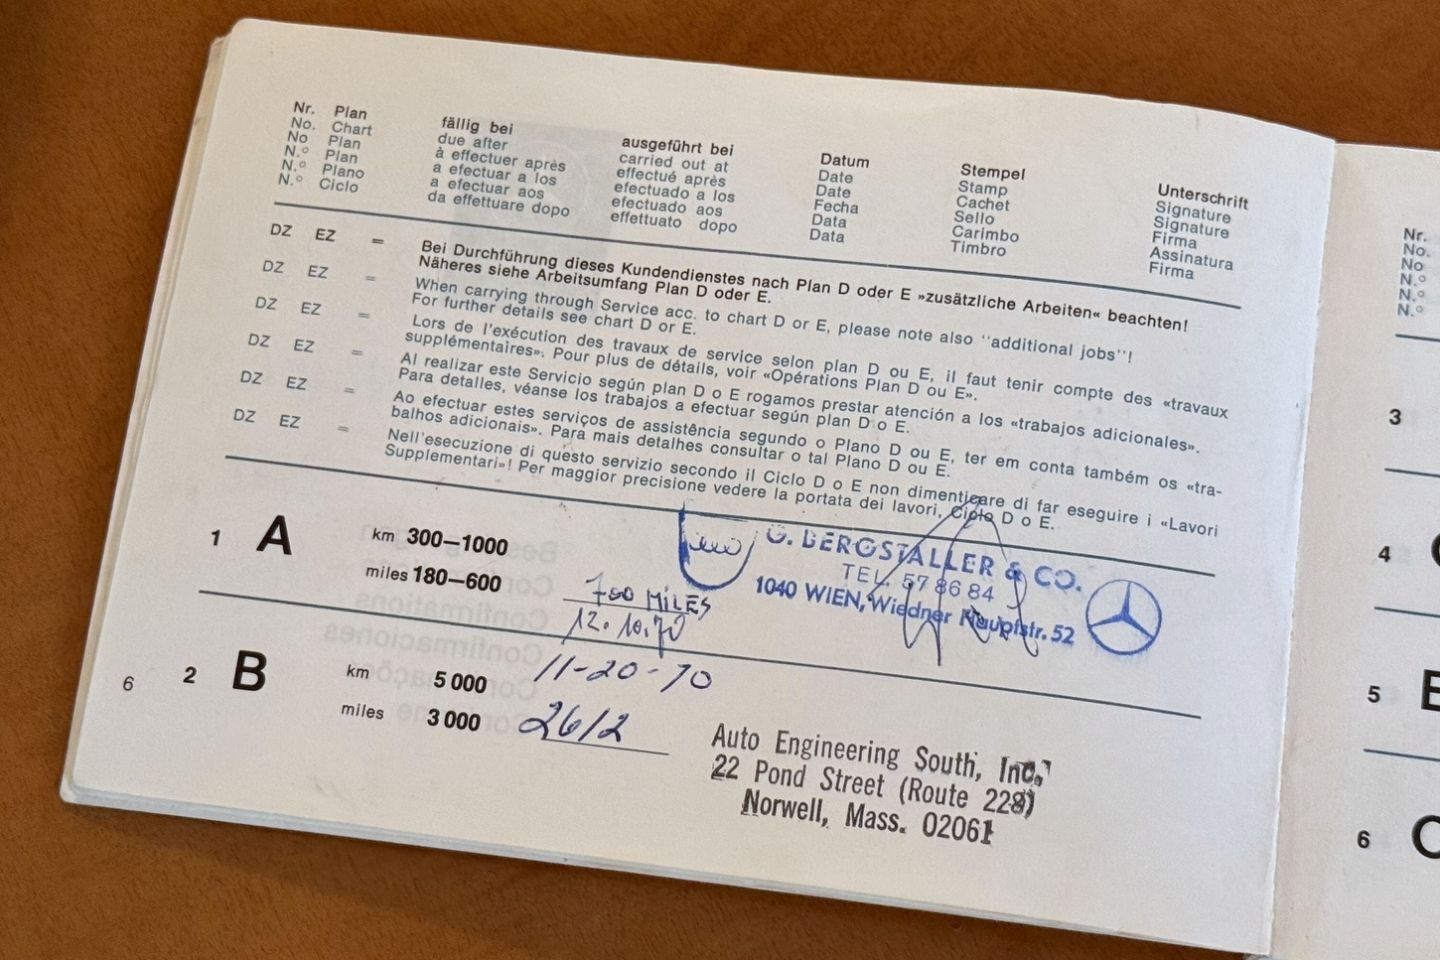 Nr. Plan fällig bei ausgeführt bei Datum Stempel Unterschrift
No. Chart due after carried out at Date Stamp Signature
No Plan à effectuer après effectué après Date Cachet Signature
N.º Plan a efectuar a los efectuado a los Fecha Sello Firma
N.º Plano a efectuar aos efectuado aos Data Carimbo Assinatura
N.º Ciclo da effettuare dopo effettuato dopo Data Timbro Firma
DZ EZ = Bei Durchführung dieses Kundendienstes nach Plan D oder E »zusätzliche Arbeiten« beachten!
Näheres siehe Arbeitsumfang Plan D oder E.
DZ EZ = When carrying through Service acc. to chart D or E, please note also "additional jobs"!
For further details see chart D or E.
DZ EZ = Lors de l'exécution des travaux de service selon plan D ou E, il faut tenir compte des «travaux
supplémentaires». Pour plus de détails, voir «Opérations Plan D ou E».
DZ EZ = Al realizar este Servicio según plan D o E rogamos prestar atención a los «trabajos adicionales».
Para detalles, véanse los trabajos a efectuar según plan D o E.
DZ EZ = Ao efectuar estes serviços de assistência segundo o Plano D ou E, ter em conta também os «tra-
balhos adicionais». Para mais detalhes consultar o tal Plano D ou E.
DZ EZ = Nell'esecuzione di questo servizio secondo il Ciclo D o E non dimenticare di far eseguire i «Lavori
Supplementari»! Per maggior precisione vedere la portata dei lavori, Ciclo D o E.
1 A km 300–1000
miles 180–600
700 MILES
12.10.70
G. BERGSTALLER & CO.
TEL. 57 86 84
1040 WIEN, Wiedner Hauptstr. 52
2 B km 5 000 11-20-70
miles 3 000 2612
6
Auto Engineering South, Inc.
22 Pond Street (Route 228)
Norwell, Mass. 02061
Nr.
No.
No
N.º
N.º
N.º
3
4
5
6